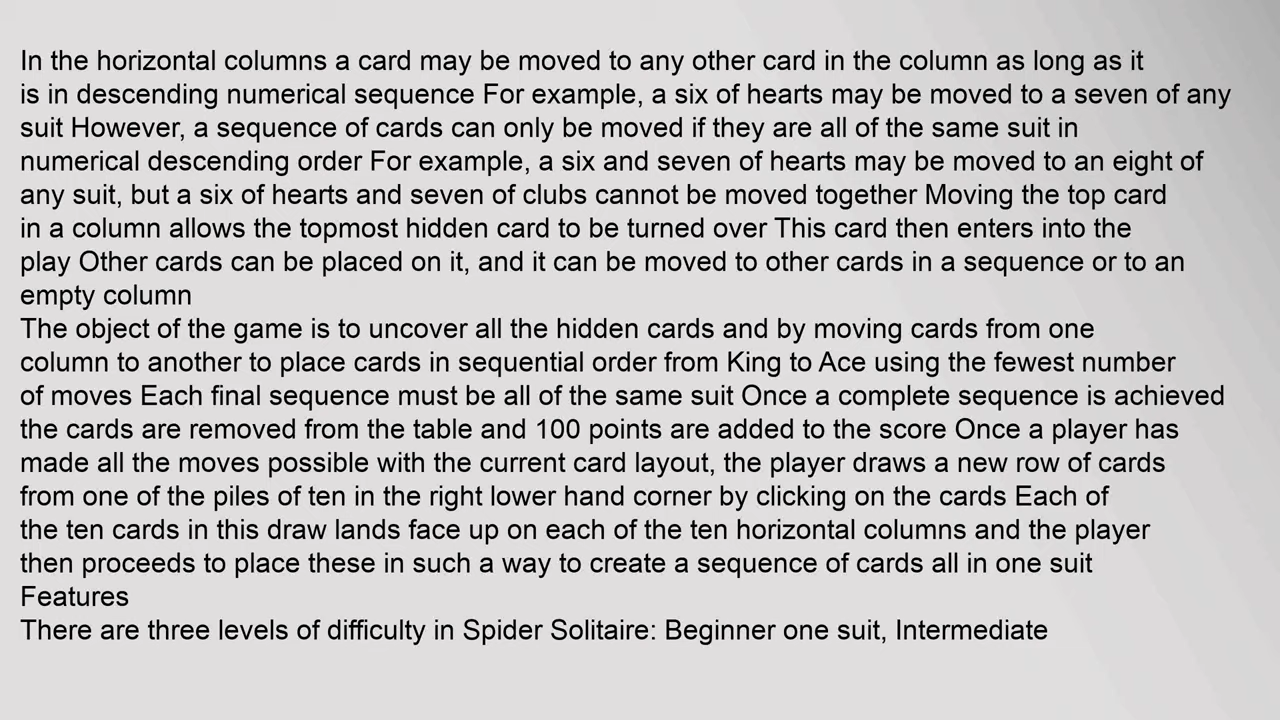 In the horizontal columns a card may be moved to any other card in the column as long as it
is in descending numerical sequence For example, a six of hearts may be moved to a seven of any
suit However, a sequence of cards can only be moved if they are all of the same suit in
numerical descending order For example, a six and seven of hearts may be moved to an eight of
any suit, but a six of hearts and seven of clubs cannot be moved together Moving the top card
in a column allows the topmost hidden card to be turned over This card then enters into the
play Other cards can be placed on it, and it can be moved to other cards in a sequence or to an
empty column
The object of the game is to uncover all the hidden cards and by moving cards from one
column to another to place cards in sequential order from King to Ace using the fewest number
of moves Each final sequence must be all of the same suit Once a complete sequence is achieved
the cards are removed from the table and 100 points are added to the score Once a player has
made all the moves possible with the current card layout, the player draws a new row of cards
from one of the piles of ten in the right lower hand corner by clicking on the cards Each of
the ten cards in this draw lands face up on each of the ten horizontal columns and the player
then proceeds to place these in such a way to create a sequence of cards all in one suit
Features
There are three levels of difficulty in Spider Solitaire: Beginner one suit, Intermediate